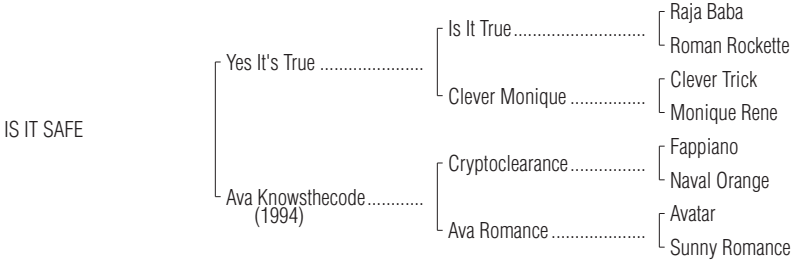 Raja Baba
Is It True..............................
Roman Rockette
Yes It's True ......................
Clever Trick
Clever Monique ................
Monique Rene
IS IT SAFE
Fappiano
Cryptoclearance................
Naval Orange
Ava Knowsthecode............
(1994)
Avatar
Ava Romance ....................
Sunny Romance